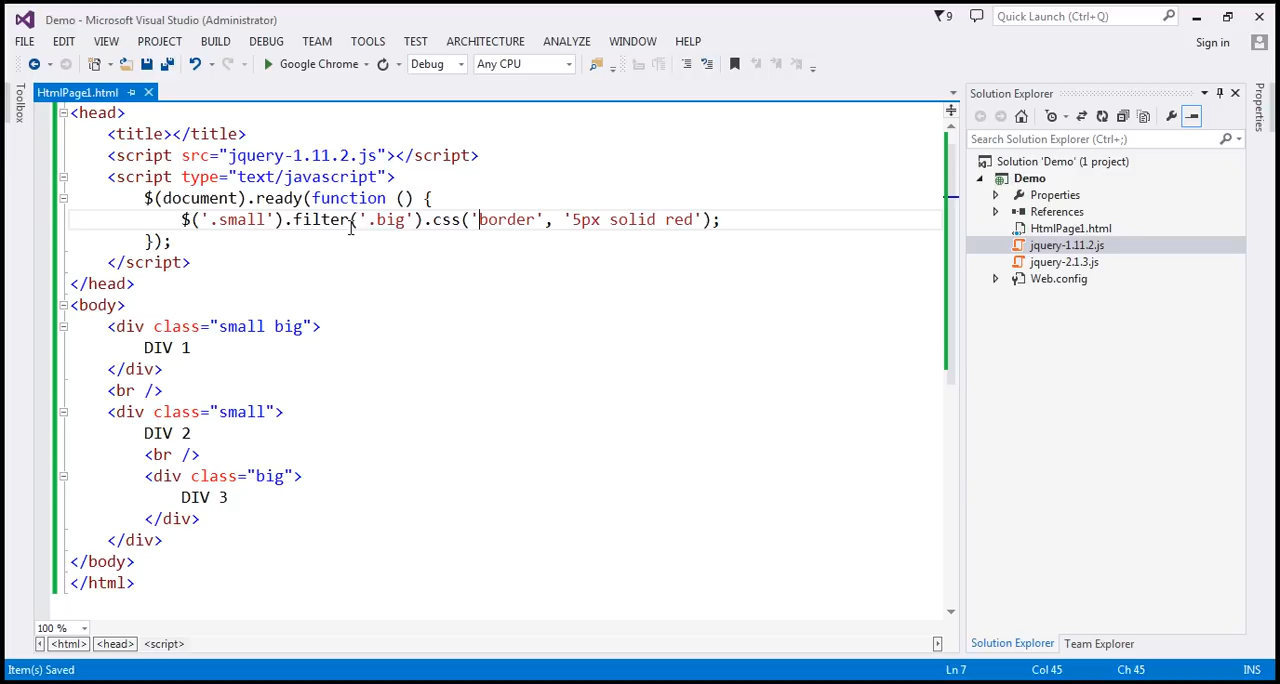 Demo - Microsoft Visual Studio (Administrator)
9
Quick Launch (Ctrl+Q)
FILE EDIT VIEW PROJECT BUILD DEBUG TEAM TOOLS TEST ARCHITECTURE ANALYZE WINDOW HELP
Sign in
Google Chrome Debug Any CPU
Toolbox
HtmlPage1.html
<head>
<title></title>
<script src="jquery-1.11.2.js"></script>
<script type="text/javascript">
$(document).ready(function () {
$('.small').filter('.big').css('border', '5px solid red');
});
</script>
</head>
<body>
<div class="small big">
DIV 1
</div>
<br />
<div class="small">
DIV 2
<br />
<div class="big">
DIV 3
</div>
</div>
</body>
</html>
100 %
<html> <head> <script>
Solution Explorer
Search Solution Explorer (Ctrl+;)
Solution 'Demo' (1 project)
Demo
Properties
References
HtmlPage1.html
jquery-1.11.2.js
jquery-2.1.3.js
Web.config
Solution Explorer Team Explorer
Properties
Item(s) Saved
Ln 7 Col 45 Ch 45 INS